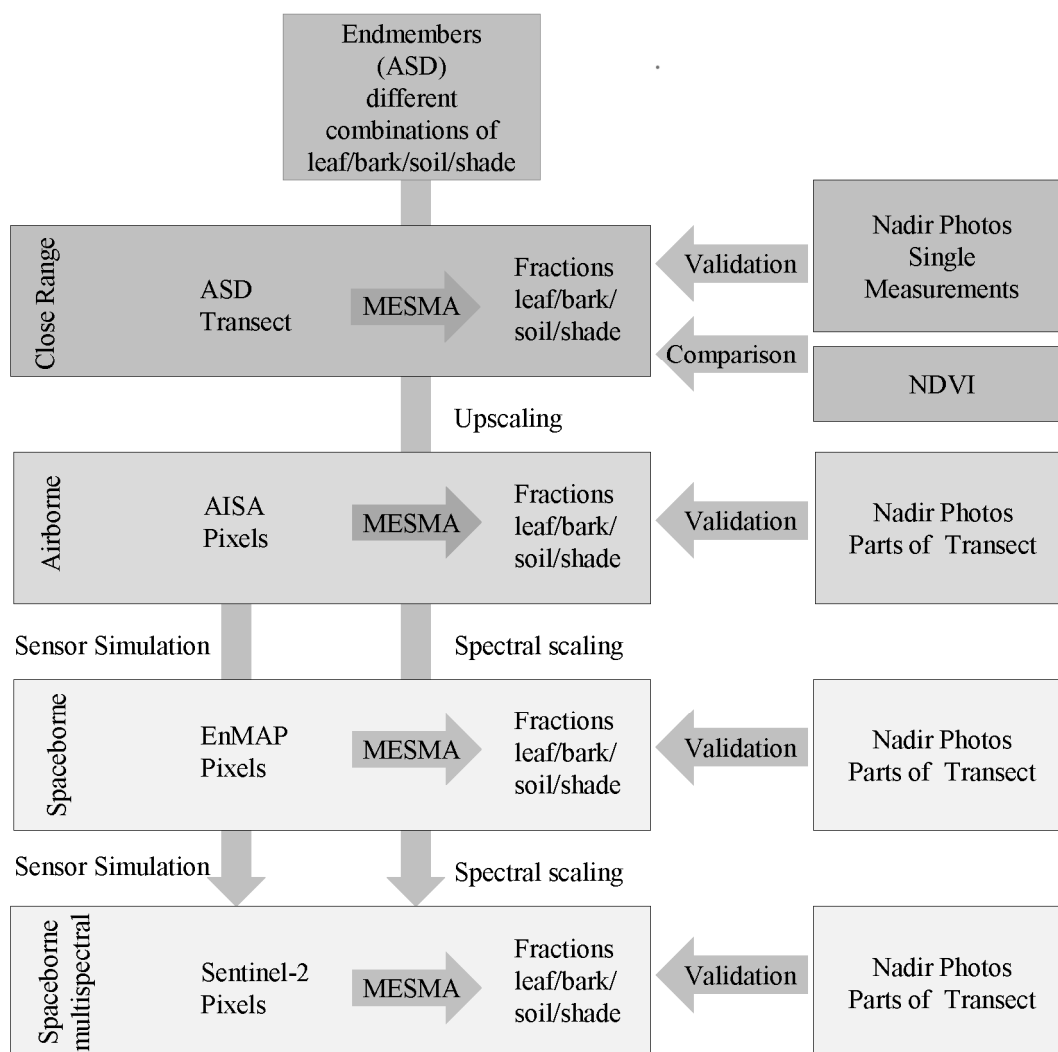 Endmembers
(ASD)
different
combinations of
leaf/bark/soil/shade
Close Range
ASD
Transect
MESMA
Fractions
leaf/bark/
soil/shade
Validation
Nadir Photos
Single
Measurements
Comparison
NDVI
Upscaling
Airborne
AISA
Pixels
MESMA
Fractions
leaf/bark/
soil/shade
Validation
Nadir Photos
Parts of Transect
Sensor Simulation
Spectral scaling
Spaceborne
EnMAP
Pixels
MESMA
Fractions
leaf/bark/
soil/shade
Validation
Nadir Photos
Parts of Transect
Sensor Simulation
Spectral scaling
Spaceborne
multispectral
Sentinel-2
Pixels
MESMA
Fractions
leaf/bark/
soil/shade
Validation
Nadir Photos
Parts of Transect